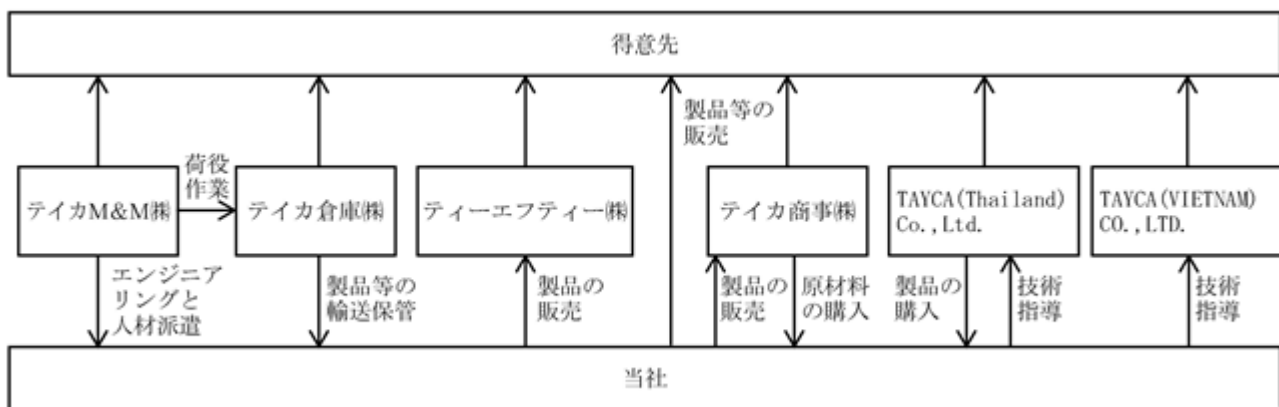 得意先
製品等の
販売
荷役
作業
テイカM&M㈱
テイカ倉庫㈱
ティーエフティー㈱
テイカ商事㈱
TAYCA(Thailand)
Co.,Ltd.
TAYCA(VIETNAM)
CO.,LTD.
エンジニア
リングと
人材派遣
製品等の
輸送保管
製品の
販売
製品の
販売
原材料
の購入
製品の
購入
技術
指導
技術
指導
当社